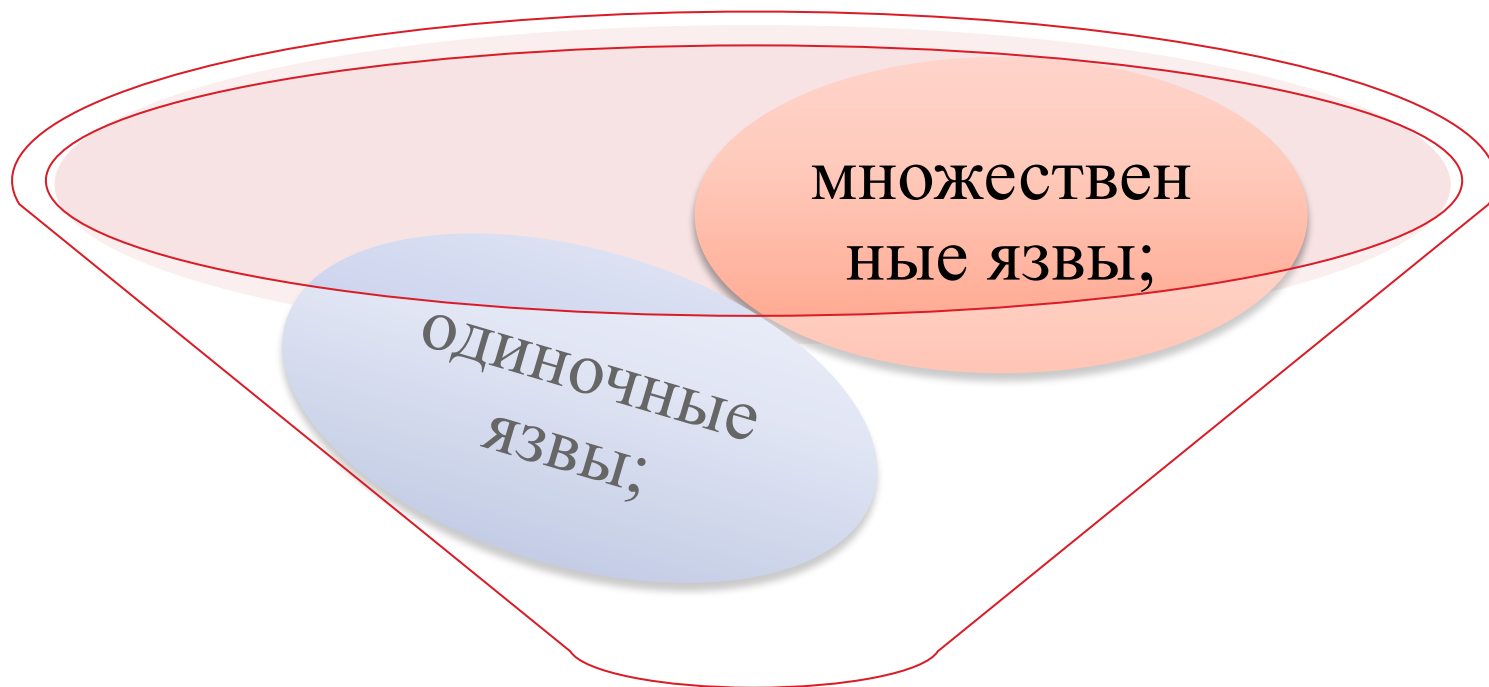 множествен
ные язвы;
одиночные
язвы;